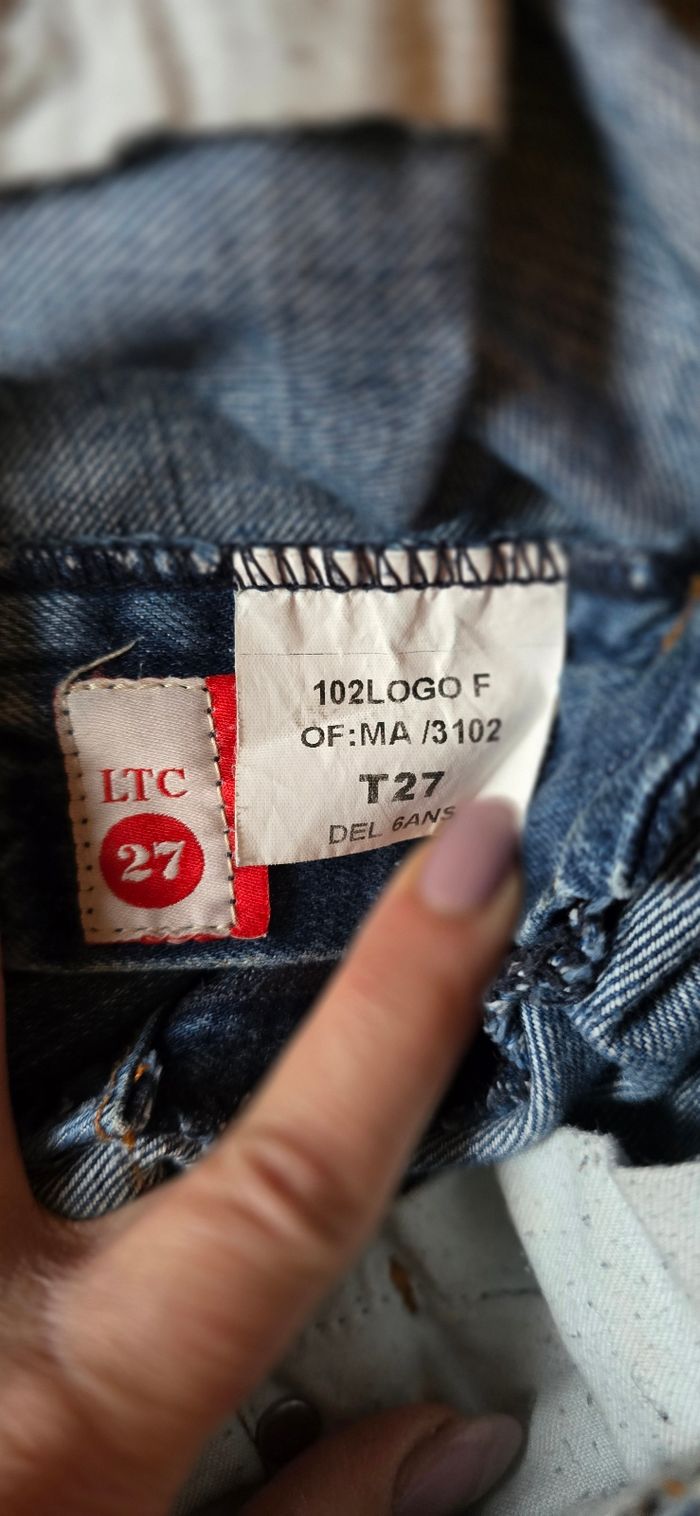 102LOGO F
OF:MA /3102
T27
DEL 6ANS
LTC
27